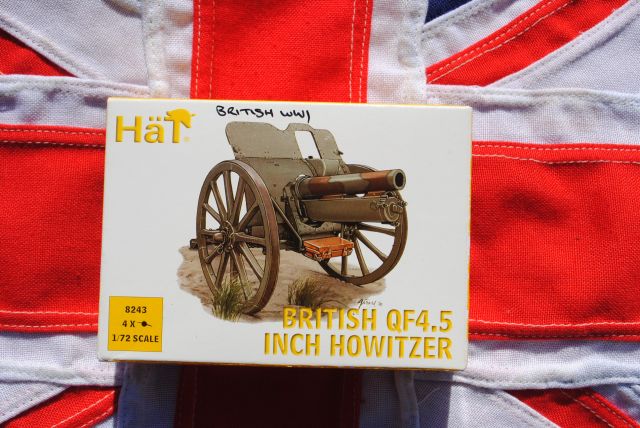 BRITISH WW1
HäT®
8243
4 X
1/72 SCALE
BRITISH QF4.5
INCH HOWITZER